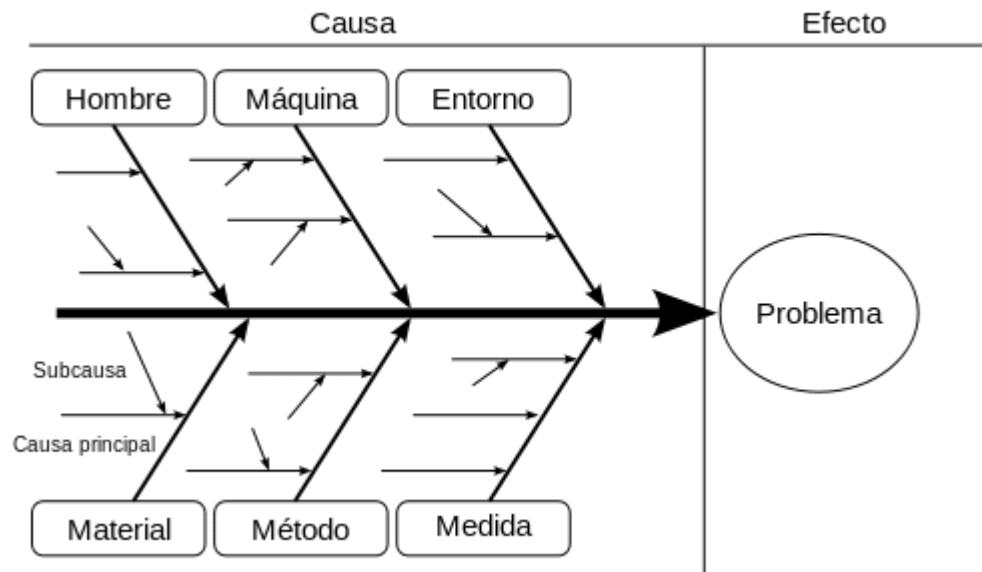 Causa
Efecto
Hombre
Máquina
Entorno
Problema
Subcausa
Causa principal
Material
Método
Medida